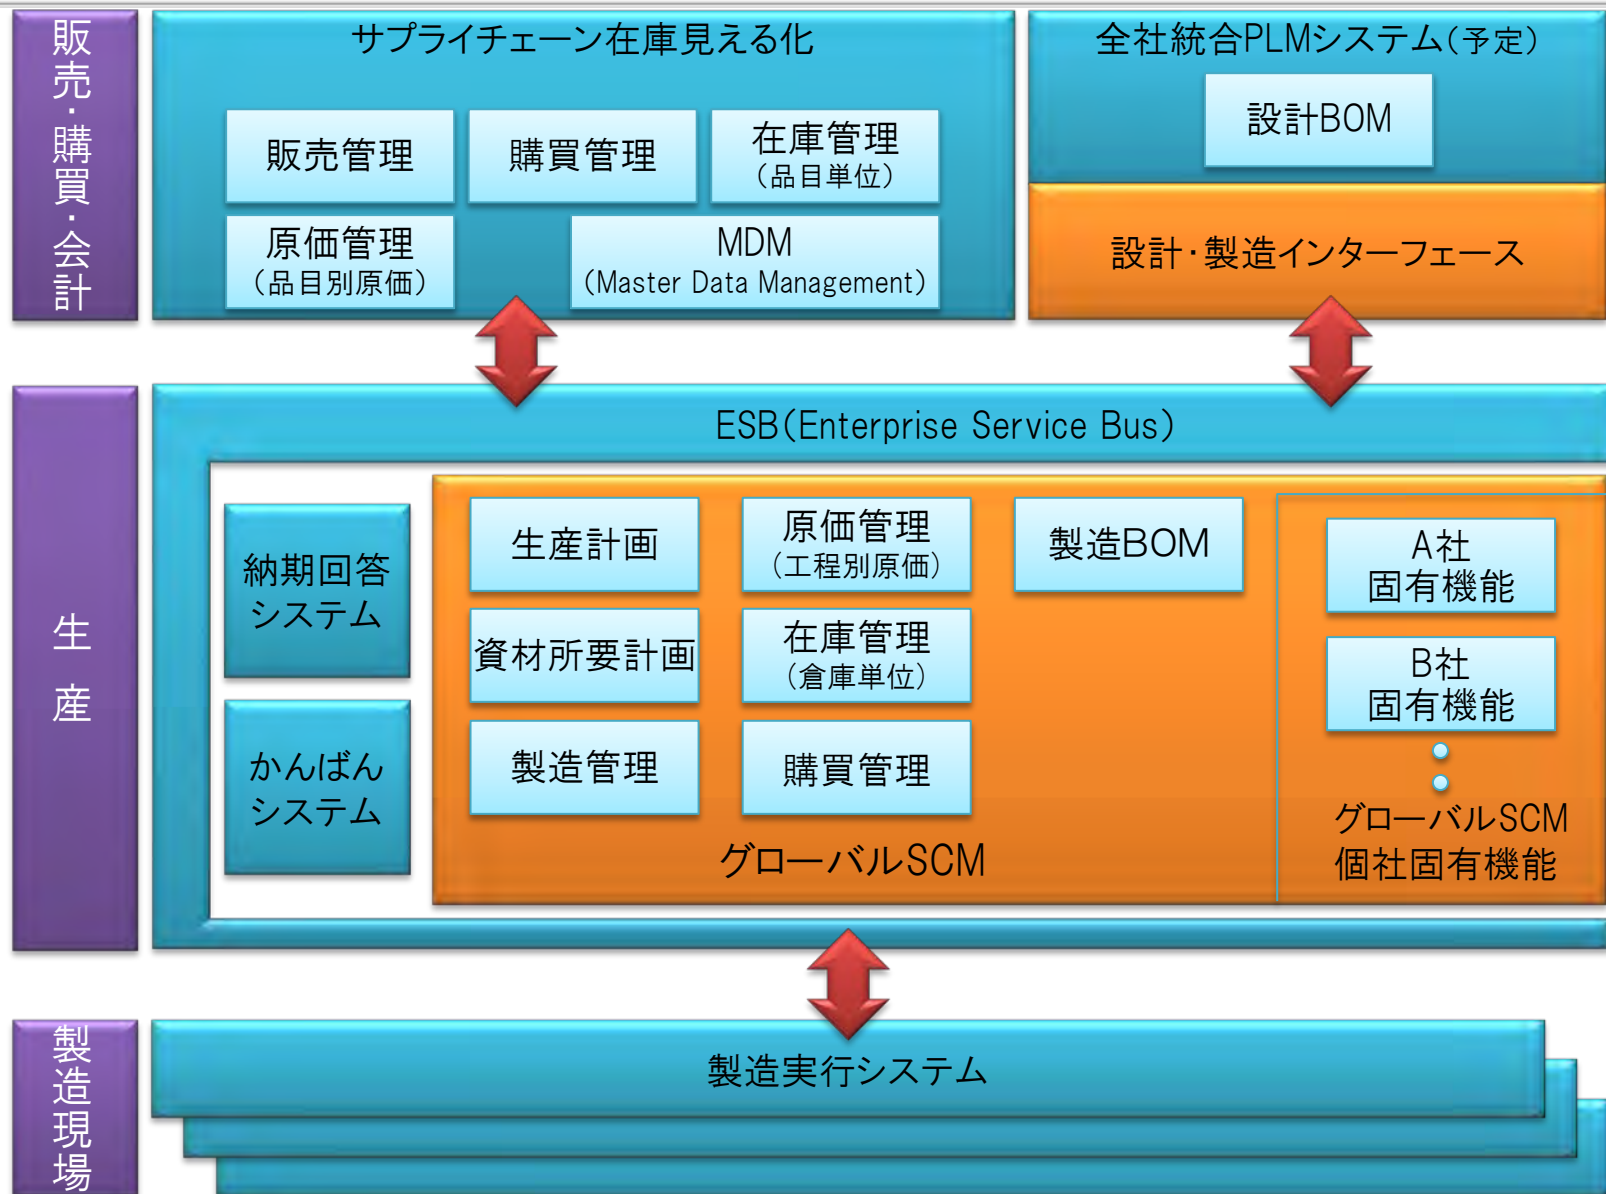 販売・購買・会計
サプライチェーン在庫見える化
販売管理
購買管理
在庫管理
（品目単位）
原価管理
（品目別原価）
MDM
（Master Data Management）
全社統合PLMシステム（予定）
設計BOM
設計・製造インターフェース
生産
ESB（Enterprise Service Bus）
納期回答
システム
かんばん
システム
生産計画
原価管理
（工程別原価）
製造BOM
資材所要計画
在庫管理
（倉庫単位）
製造管理
購買管理
グローバルSCM
A社
固有機能
B社
固有機能
グローバルSCM
個社固有機能
製造現場
製造実行システム